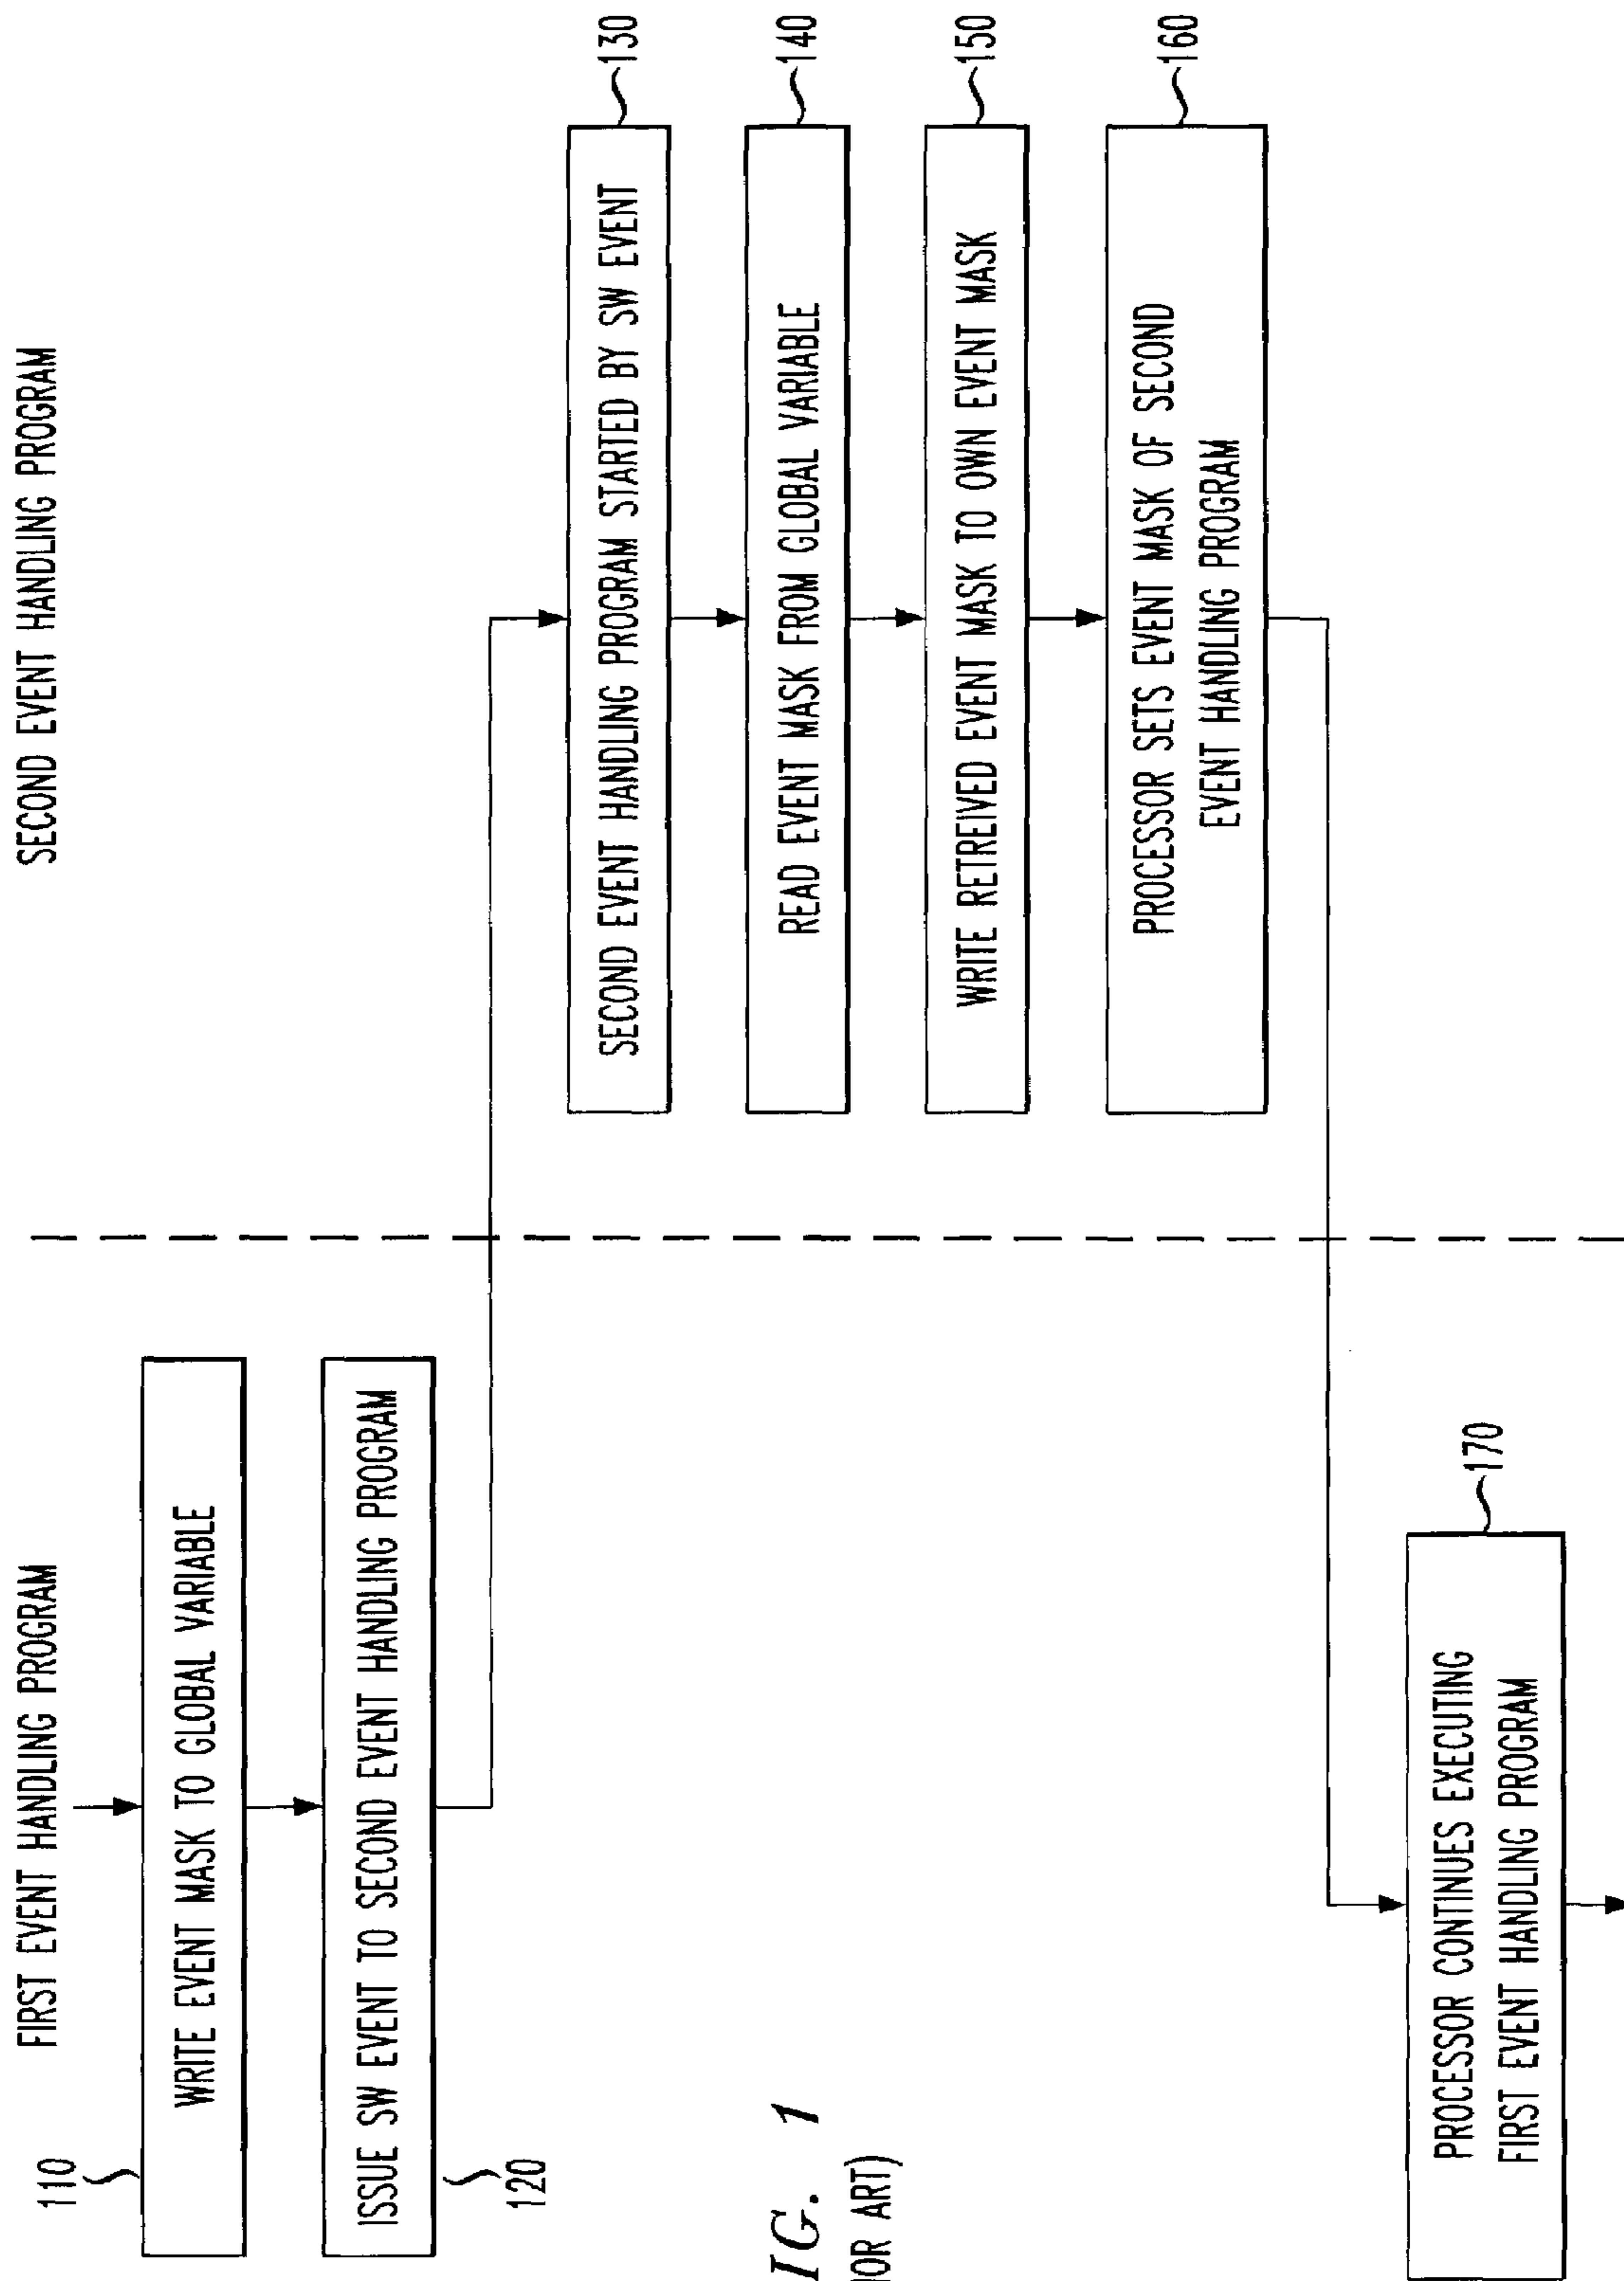 FIRST EVENT HANDLING PROGRAM
SECOND EVENT HANDLING PROGRAM
110
WRITE EVENT MASK TO GLOBAL VARIABLE
ISSUE SW EVENT TO SECOND EVENT HANDLING PROGRAM
120
SECOND EVENT HANDLING PROGRAM STARTED BY SW EVENT
130
READ EVENT MASK FROM GLOBAL VARIABLE
140
WRITE RETREIVED EVENT MASK TO OWN EVENT MASK
150
PROCESSOR SETS EVENT MASK OF SECOND
EVENT HANDLING PROGRAM
160
IG. 1
IOR ART)
PROCESSOR CONTINUES EXECUTING
FIRST EVENT HANDLING PROGRAM
170